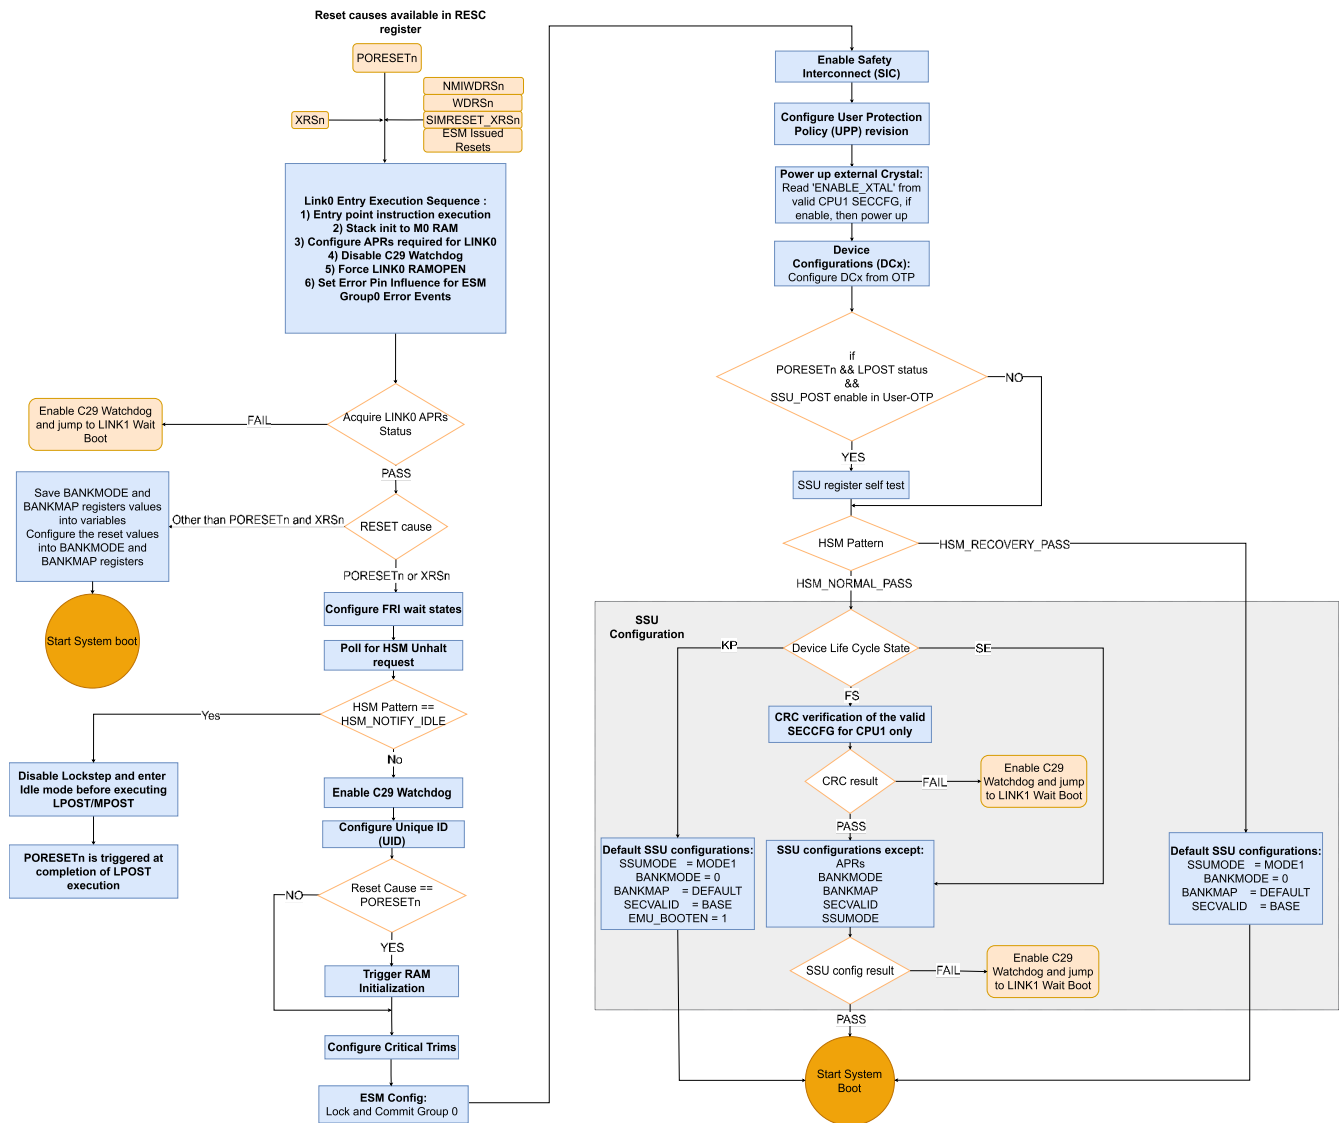 Reset causes available in RESC
register
PORESETn
NMIWDRSn
WDRSn
XRSn
SIMRESET_XRSn
ESM Issued
Resets
Link0 Entry Execution Sequence :
1) Entry point instruction execution
2) Stack init to M0 RAM
3) Configure APRs required for LINK0
4) Disable C29 Watchdog
5) Force LINK0 RAMOPEN
6) Set Error Pin Influence for ESM
Group0 Error Events
Acquire LINK0 APRs
Status
FAIL
Enable C29 Watchdog
and jump to LINK1 Wait
Boot
PASS
RESET cause
Other than PORESETn and XRSn
Save BANKMODE and
BANKMAP registers values
into variables
Configure the reset values
into BANKMODE and
BANKMAP registers
Start System boot
PORESETn or XRSn
Configure FRI wait states
Poll for HSM Unhalt
request
HSM Pattern ==
HSM_NOTIFY_IDLE
Yes
Disable Lockstep and enter
Idle mode before executing
LPOST/MPOST
PORESETn is triggered at
completion of LPOST
execution
No
Enable C29 Watchdog
Configure Unique ID
(UID)
Reset Cause ==
PORESETn
NO
YES
Trigger RAM
Initialization
Configure Critical Trims
ESM Config:
Lock and Commit Group 0
Enable Safety
Interconnect (SIC)
Configure User Protection
Policy (UPP) revision
Power up external Crystal:
Read 'ENABLE_XTAL' from
valid CPU1 SECCFG, if
enable, then power up
Device
Configurations (DCx):
Configure DCx from OTP
if
PORESETn && LPOST status
&&
SSU_POST enable in User-OTP
NO
YES
SSU register self test
HSM Pattern
HSM_RECOVERY_PASS
HSM_NORMAL_PASS
SSU
Configuration
Device Life Cycle State
KP
SE
FS
CRC verification of the valid
SECCFG for CPU1 only
CRC result
FAIL
Enable C29
Watchdog and jump
to LINK1 Wait Boot
PASS
Default SSU configurations:
SSUMODE = MODE1
BANKMODE = 0
BANKMAP = DEFAULT
SECVALID = BASE
EMU_BOOTEN = 1
SSU configurations except:
APRs
BANKMODE
BANKMAP
SECVALID
SSUMODE
Default SSU configurations:
SSUMODE = MODE1
BANKMODE = 0
BANKMAP = DEFAULT
SECVALID = BASE
SSU config result
FAIL
Enable C29
Watchdog and jump
to LINK1 Wait Boot
PASS
Start System
Boot